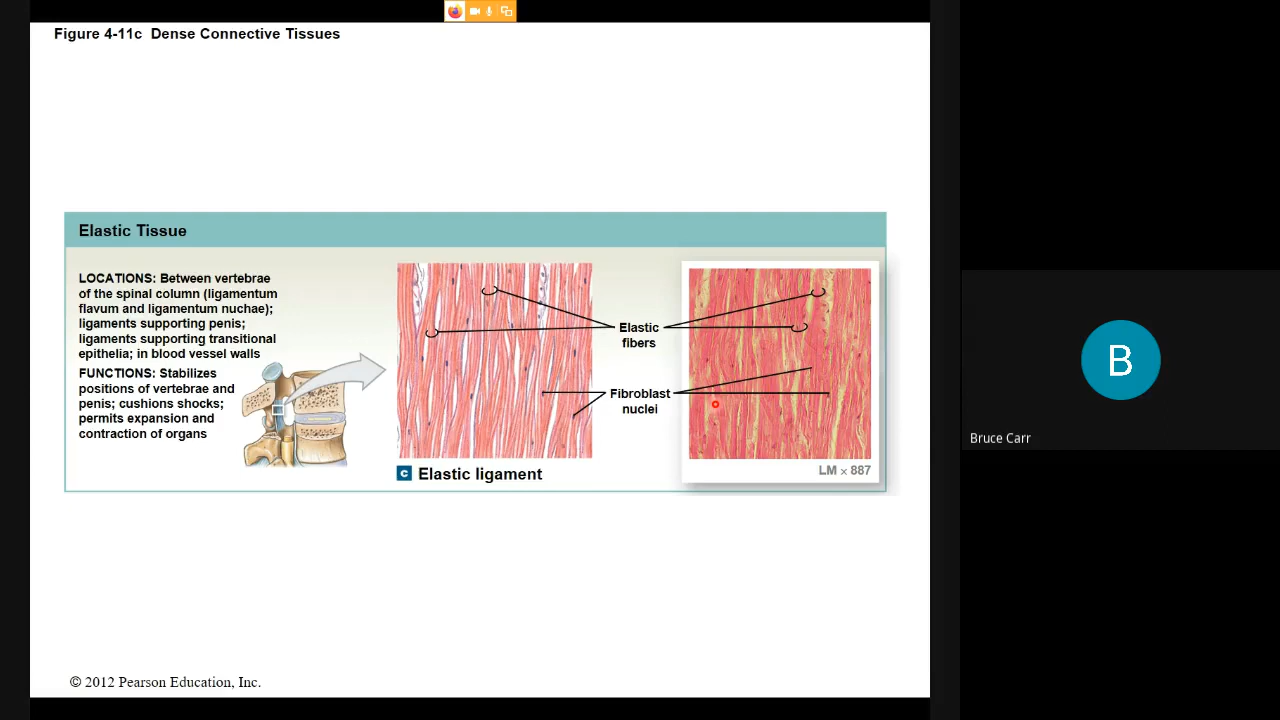 Figure 4-11c Dense Connective Tissues
Elastic Tissue
LOCATIONS: Between vertebrae
of the spinal column (ligamentum
flavum and ligamentum nuchae);
ligaments supporting penis;
ligaments supporting transitional
epithelia; in blood vessel walls
FUNCTIONS: Stabilizes
positions of vertebrae and
penis; cushions shocks;
permits expansion and
contraction of organs
Elastic
fibers
Fibroblast
nuclei
c Elastic ligament
LM × 887
© 2012 Pearson Education, Inc.
B
Bruce Carr